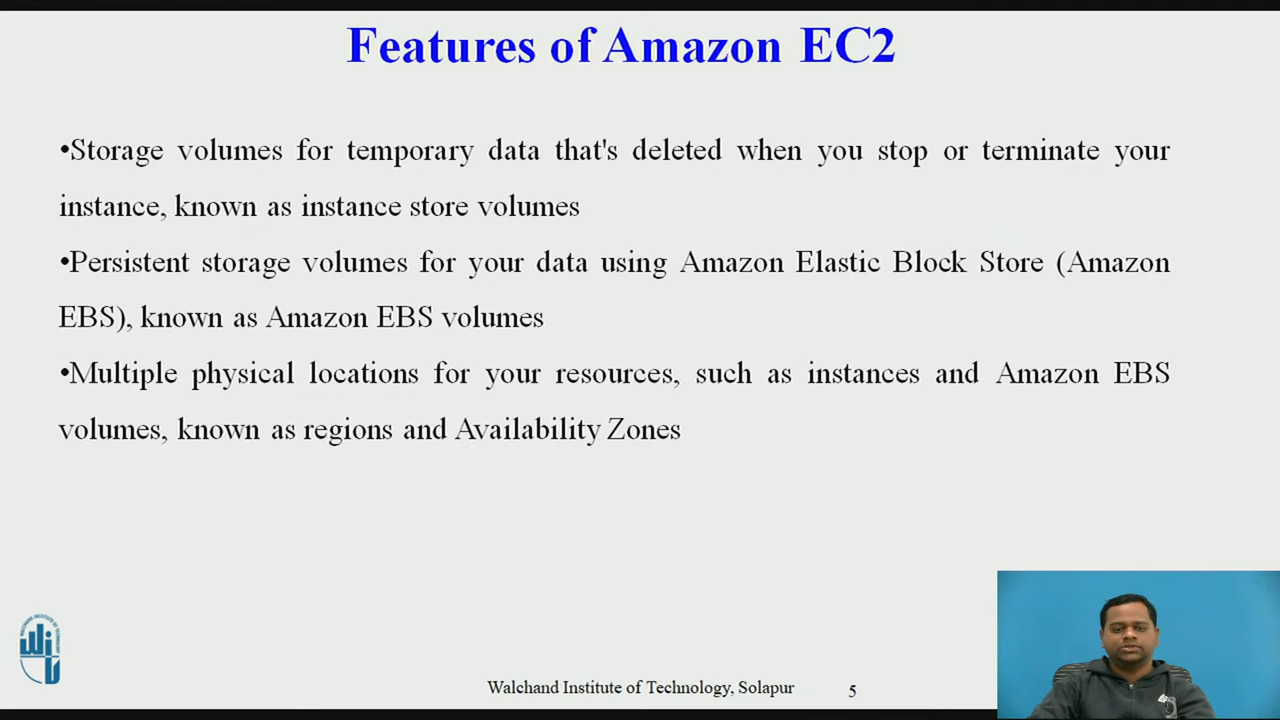 Features of Amazon EC2
•Storage volumes for temporary data that's deleted when you stop or terminate your
instance, known as instance store volumes
•Persistent storage volumes for your data using Amazon Elastic Block Store (Amazon
EBS), known as Amazon EBS volumes
•Multiple physical locations for your resources, such as instances and Amazon EBS
volumes, known as regions and Availability Zones
Walchand Institute of Technology, Solapur
5